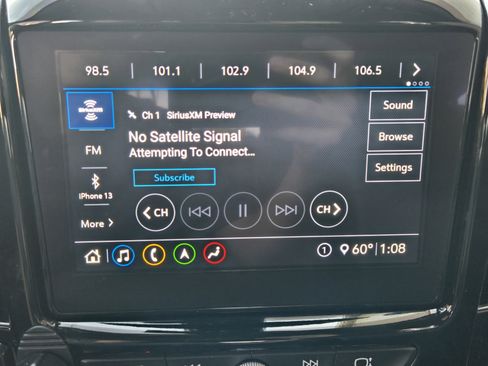 98.5 101.1 102.9 104.9 106.5
SiriusXM
Ch 1 SiriusXM Preview
Sound
No Satellite Signal
FM
Attempting To Connect...
Browse
Subscribe
Settings
iPhone 13
CH CH
More
1 60° 1:08